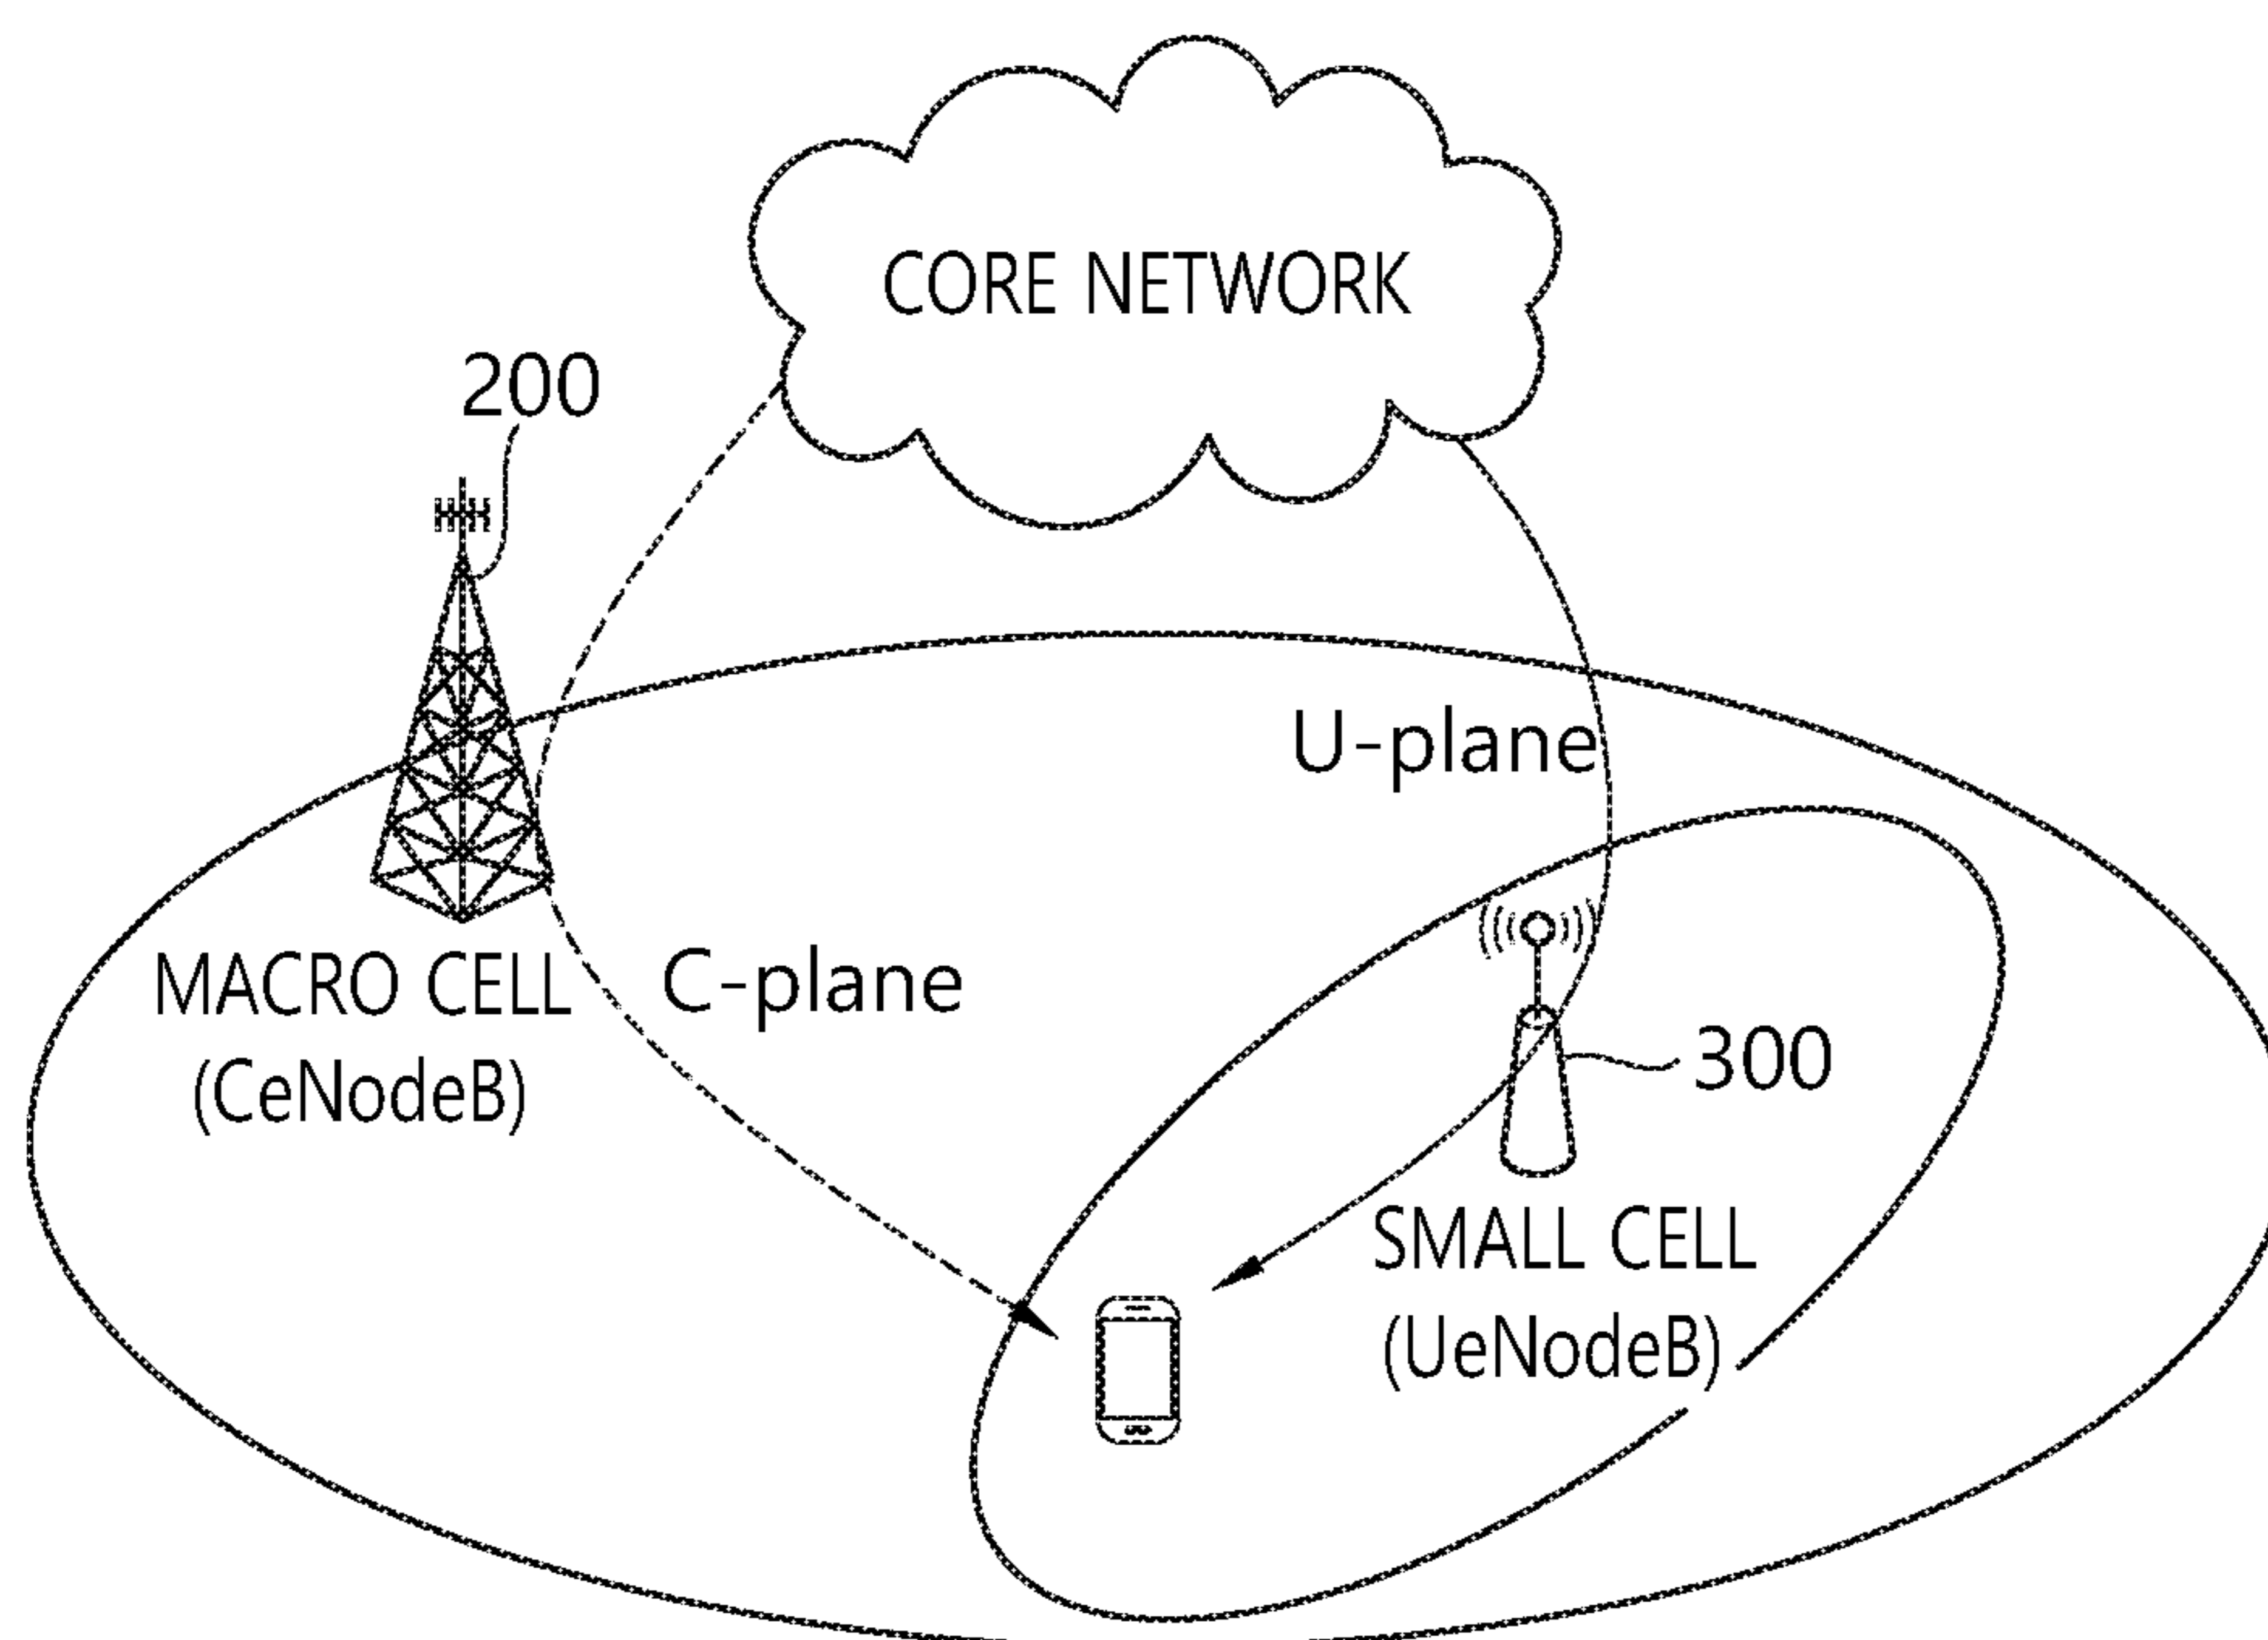 CORE NETWORK
200
U-plane
MACRO CELL
(CeNodeB)
C-plane
300
SMALL CELL
(UeNodeB)